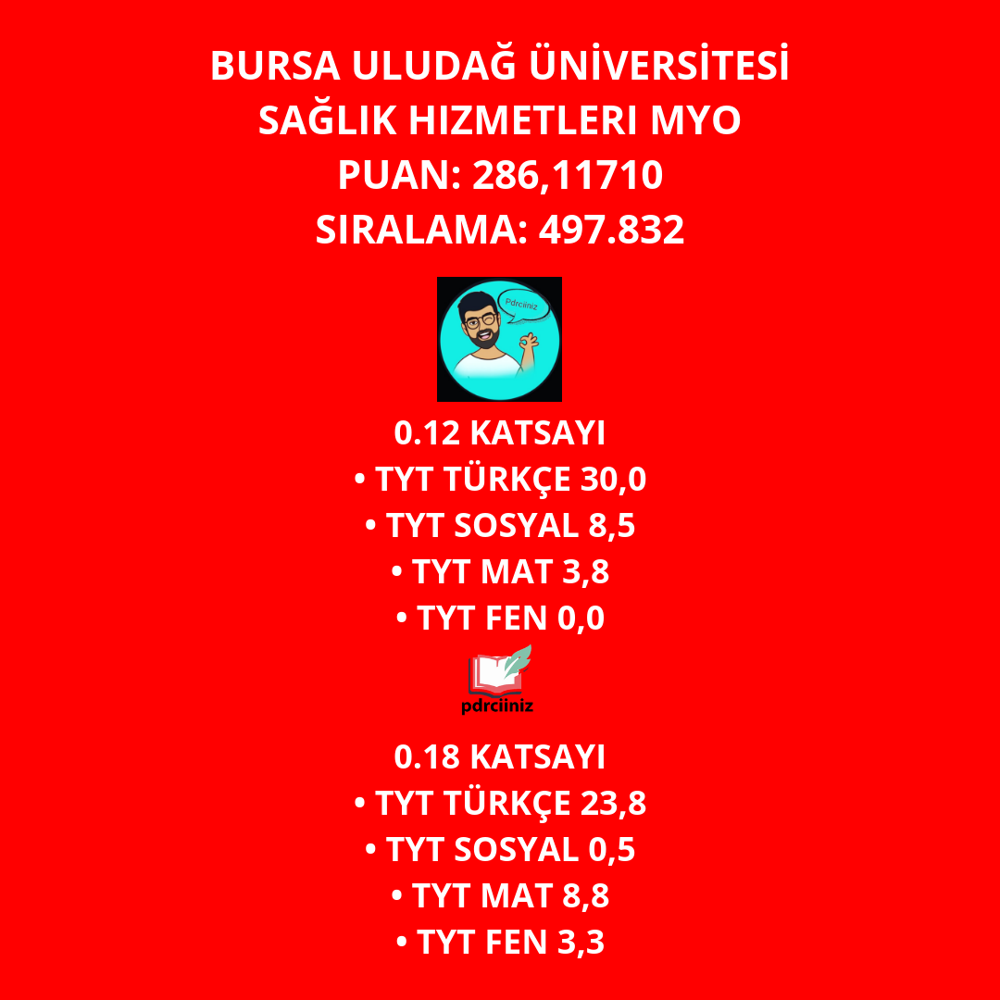 BURSA ULUDAĞ ÜNİVERSİTESİ
SAĞLIK HIZMETLERI MYO
PUAN: 286,11710
SIRALAMA: 497.832
Pdrciiniz
0.12 KATSAYI
• TYT TÜRKÇE 30,0
• TYT SOSYAL 8,5
• TYT MAT 3,8
• TYT FEN 0,0
pdrciiniz
0.18 KATSAYI
• TYT TÜRKÇE 23,8
• TYT SOSYAL 0,5
• TYT MAT 8,8
• TYT FEN 3,3